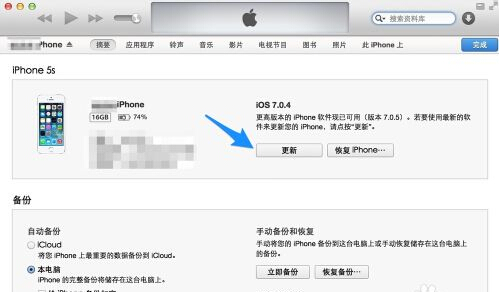 搜索资料库
Phone
摘要
应用程序
铃声
音乐
影片
电视节目
图书
照片
此 iPhone 上
完成
iPhone 5s
iPhone
16GB 74%
iOS 7.0.4
更高版本的 iPhone 软件现已可用（版本 7.0.5）。若要使用最新的软
件来更新您的 iPhone，请点按“更新”。
更新
恢复 iPhone…
备份
自动备份
iCloud
将您 iPhone 上最重要的数据备份到 iCloud。
本电脑
iPhone 的完整备份将储存在这台电脑上。
手动备份和恢复
手动将您的 iPhone 备份到这台电脑上或手动恢复储存在这台电脑上
的备份。
立即备份
恢复备份…